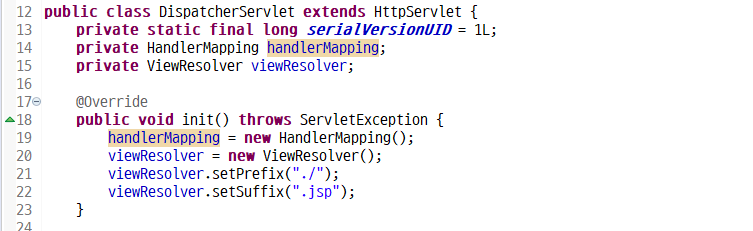 12 public class DispatcherServlet extends HttpServlet {
13     private static final long serialVersionUID = 1L;
14     private HandlerMapping handlerMapping;
15     private ViewResolver viewResolver;
16
17     @Override
18     public void init() throws ServletException {
19         handlerMapping = new HandlerMapping();
20         viewResolver = new ViewResolver();
21         viewResolver.setPrefix("./");
22         viewResolver.setSuffix(".jsp");
23     }
24